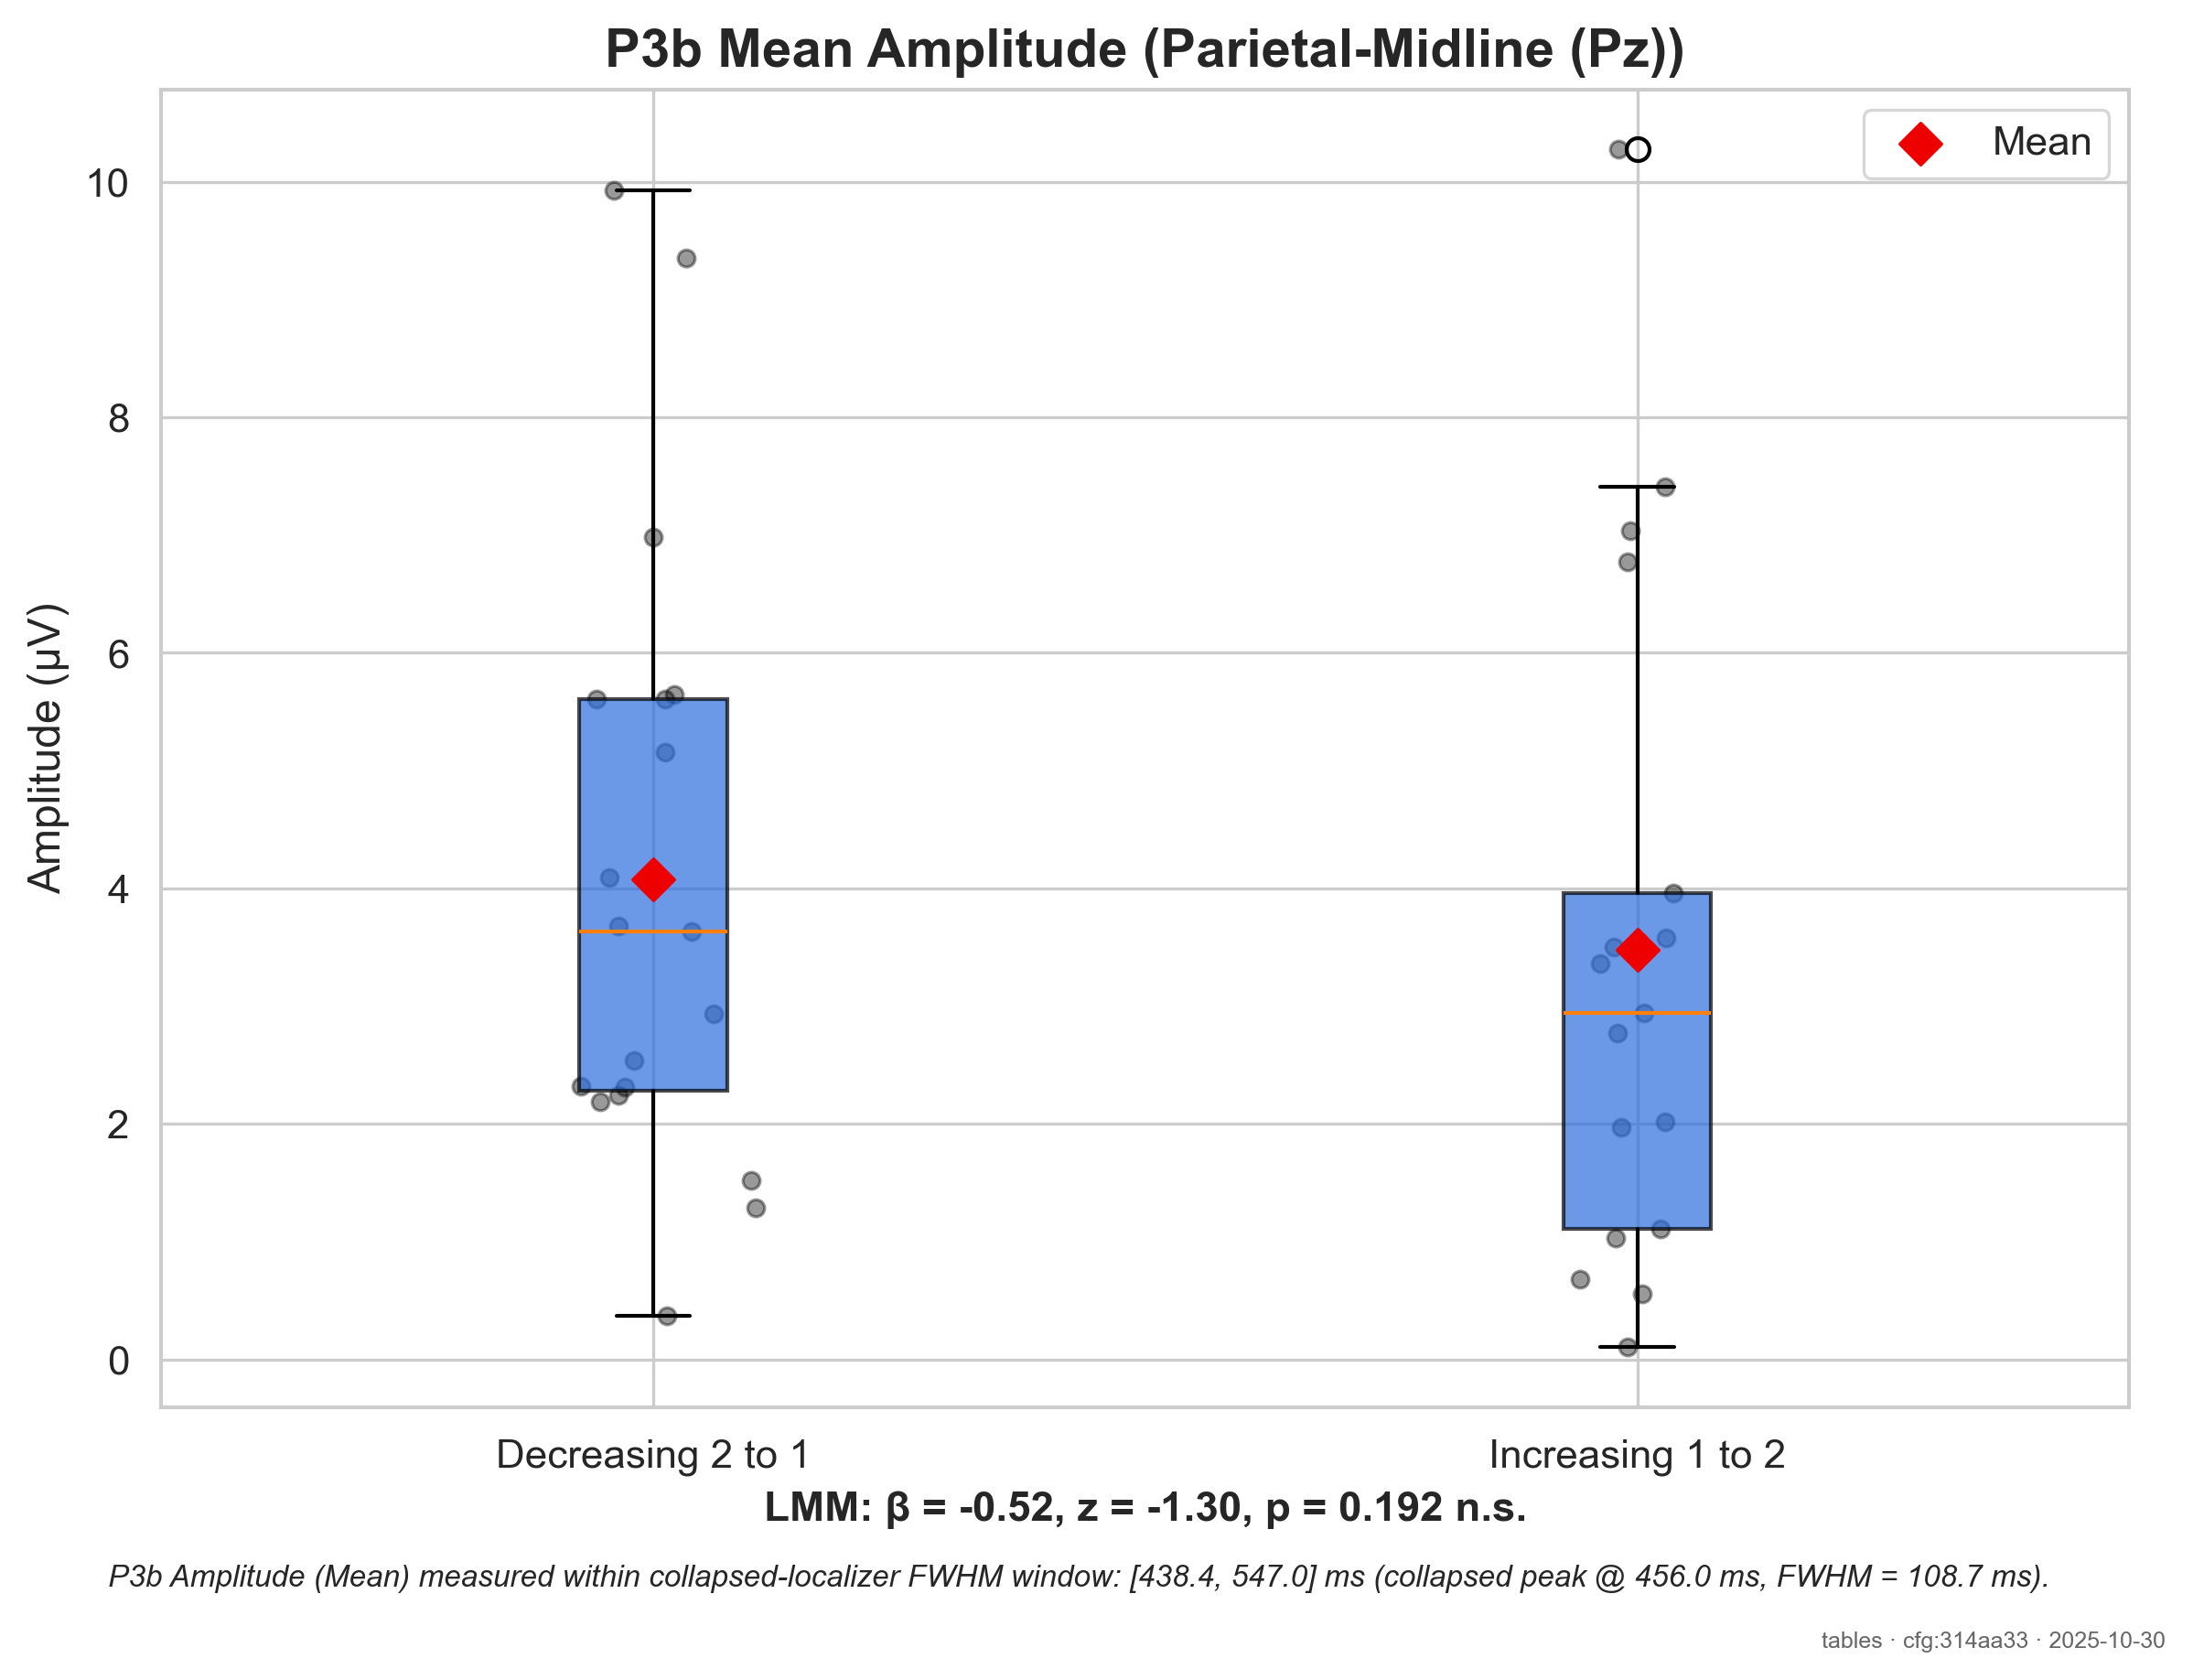 P3b Mean Amplitude (Parietal-Midline (Pz))
Mean
Amplitude (µV)
10
8
6
4
2
0
Decreasing 2 to 1
Increasing 1 to 2
LMM: β = -0.52, z = -1.30, p = 0.192 n.s.
P3b Amplitude (Mean) measured within collapsed-localizer FWHM window: [438.4, 547.0] ms (collapsed peak @ 456.0 ms, FWHM = 108.7 ms).
tables · cfg:314aa33 · 2025-10-30